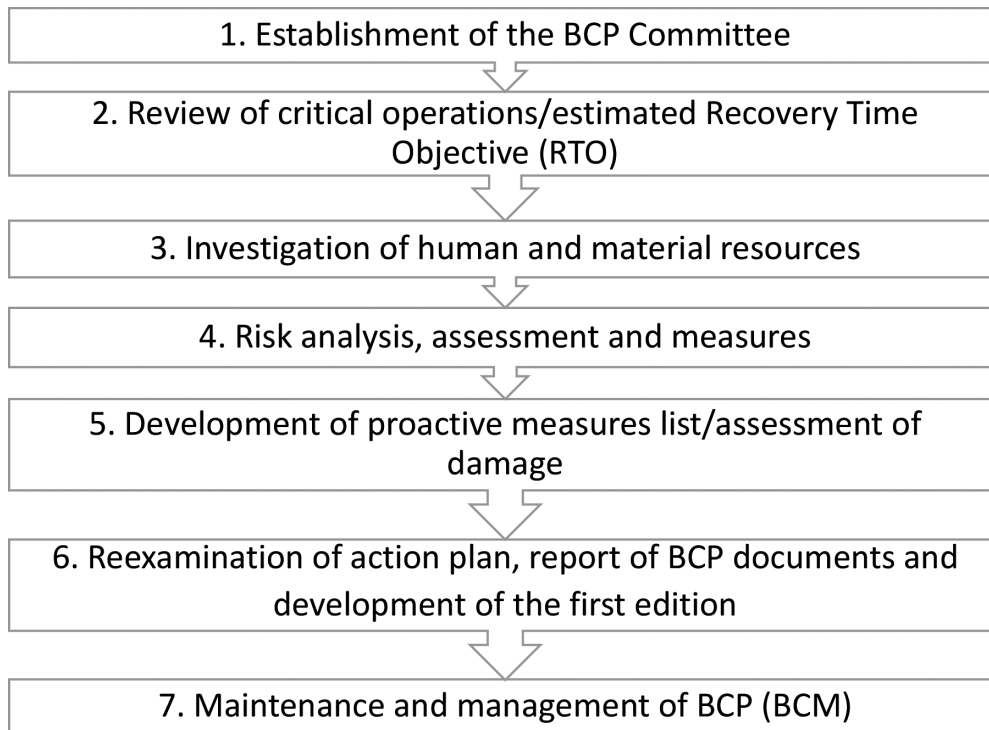 1. Establishment of the BCP Committee
2. Review of critical operations/estimated Recovery Time
Objective (RTO)
3. Investigation of human and material resources
4. Risk analysis, assessment and measures
5. Development of proactive measures list/assessment of
damage
6. Reexamination of action plan, report of BCP documents and
development of the first edition
7. Maintenance and management of BCP (BCM)